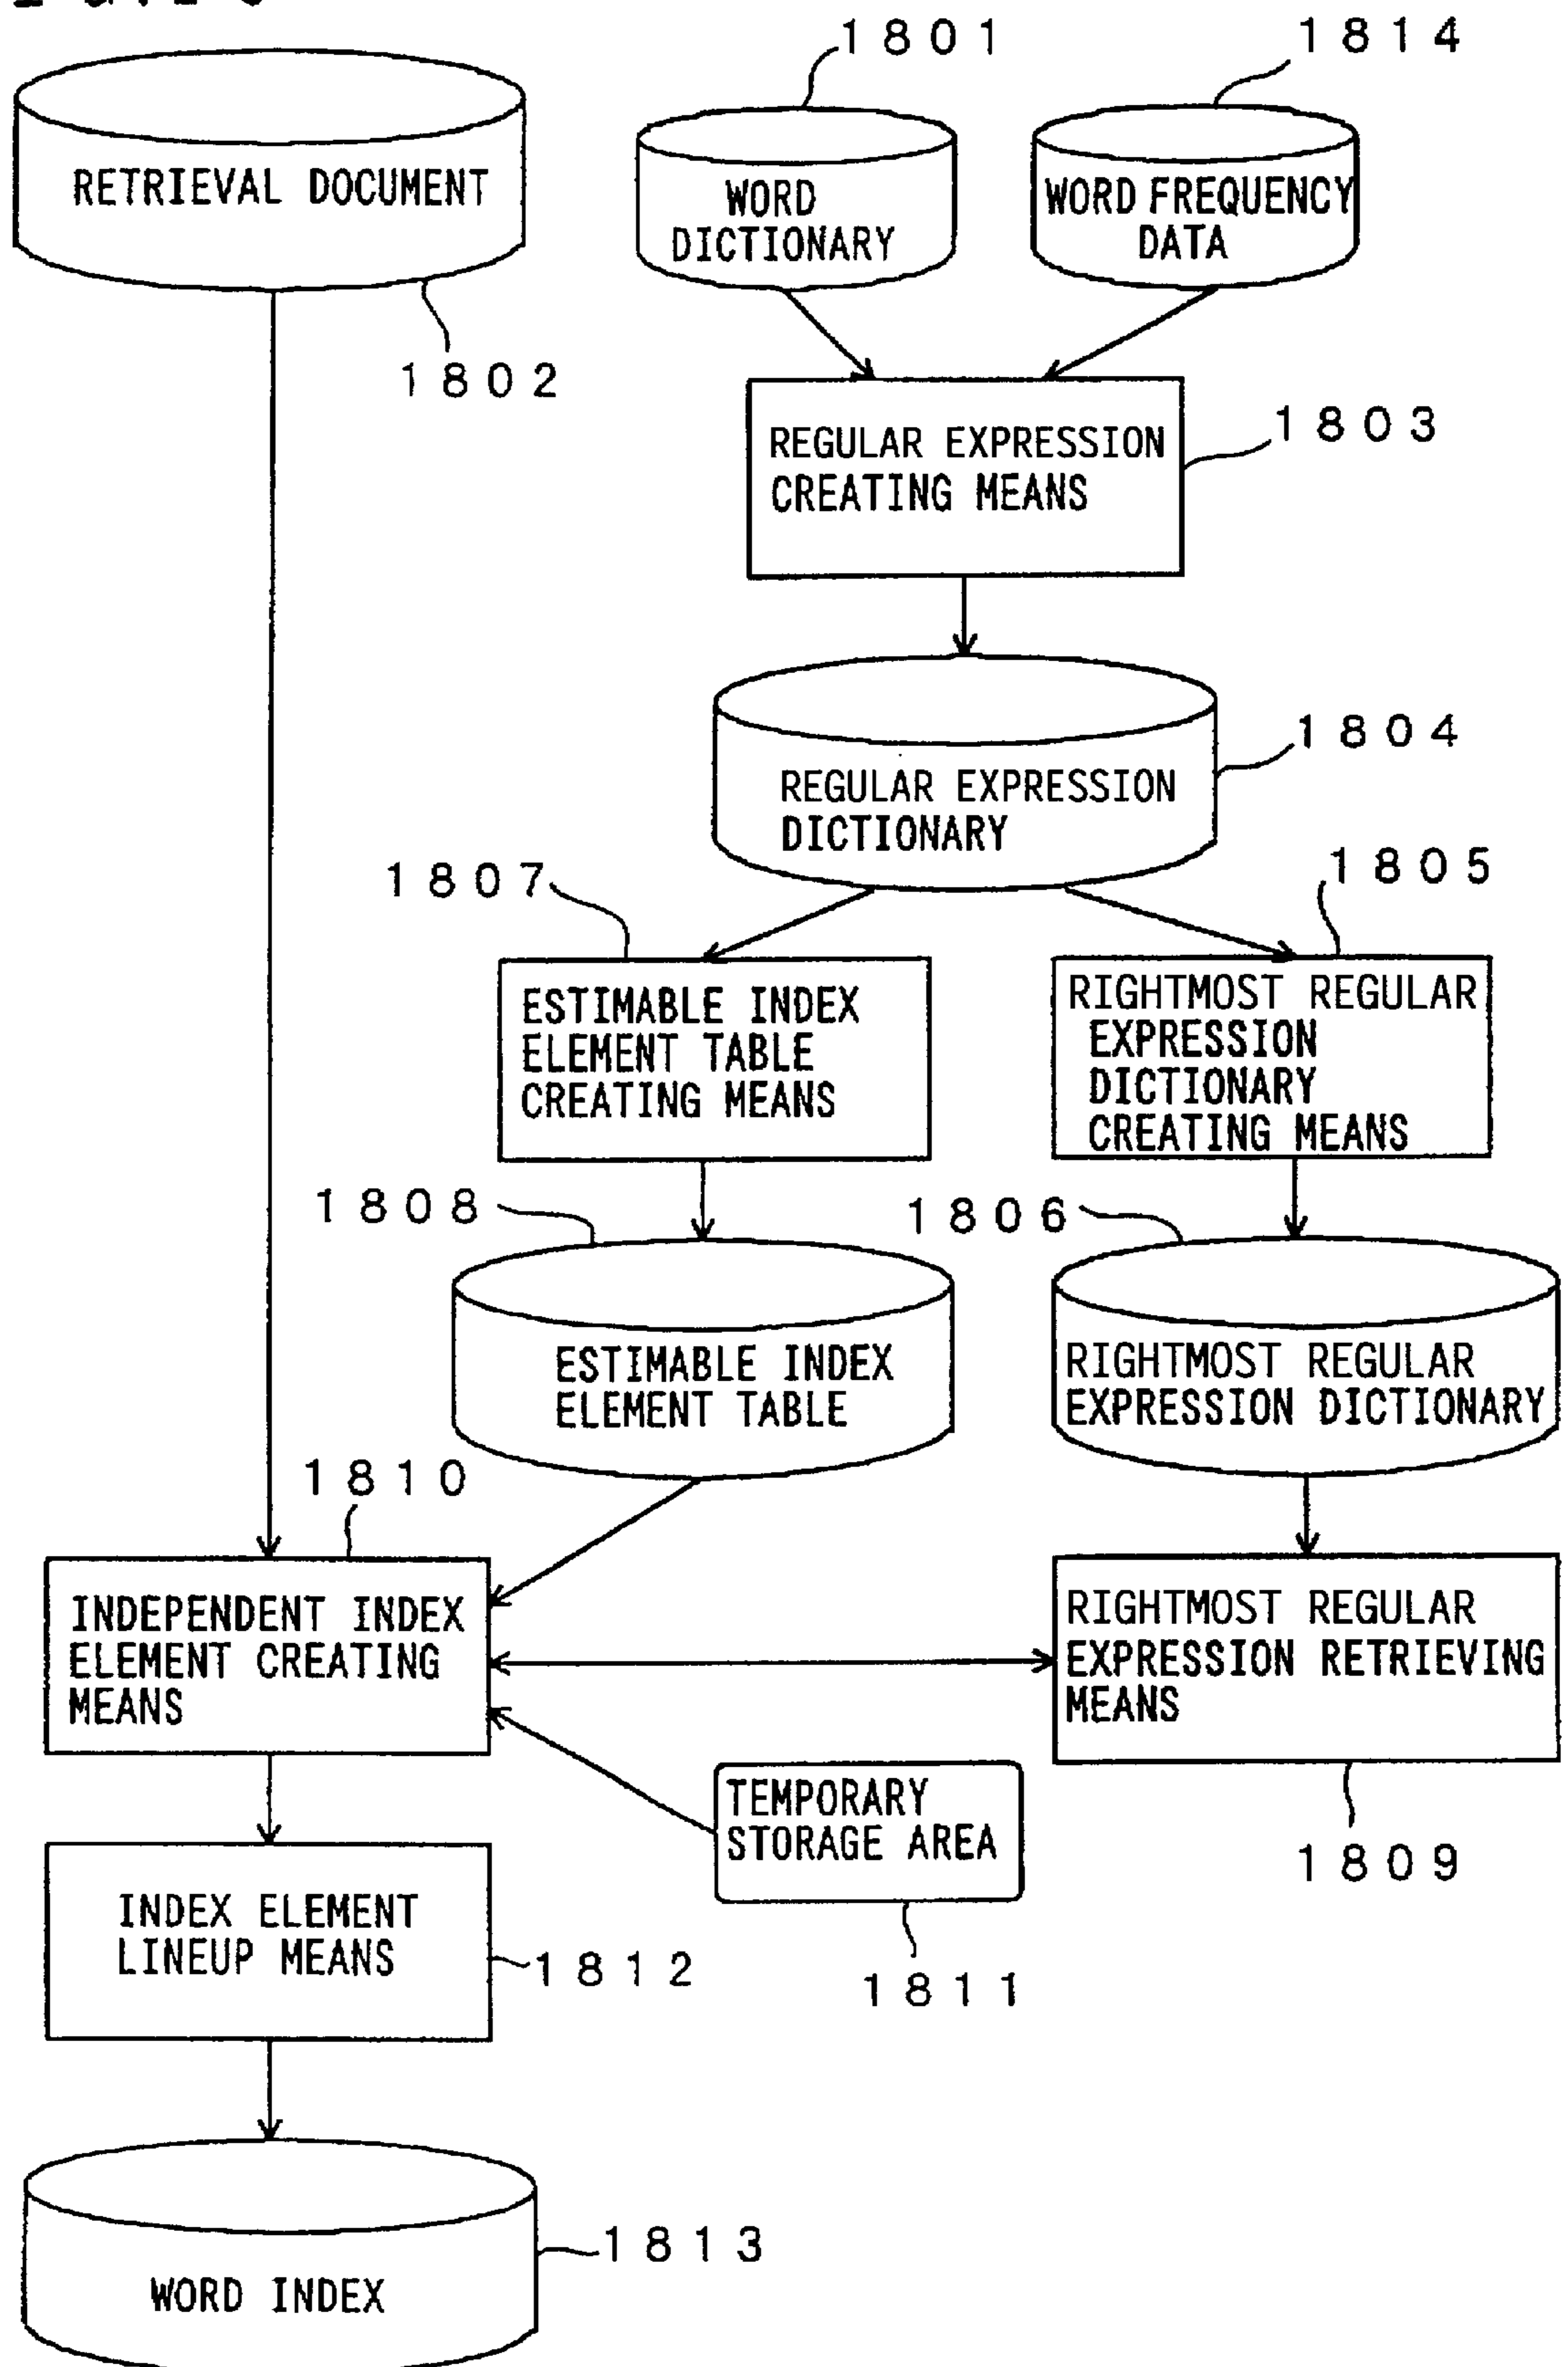 1801
1814
RETRIEVAL DOCUMENT
WORD
DICTIONARY
WORD FREQUENCY
DATA
1802
REGULAR EXPRESSION
CREATING MEANS
1803
1804
REGULAR EXPRESSION
DICTIONARY
1807
1805
ESTIMABLE INDEX
ELEMENT TABLE
CREATING MEANS
RIGHTMOST REGULAR
EXPRESSION
DICTIONARY
CREATING MEANS
1808
1806
ESTIMABLE INDEX
ELEMENT TABLE
RIGHTMOST REGULAR
EXPRESSION DICTIONARY
1810
INDEPENDENT INDEX
ELEMENT CREATING
MEANS
RIGHTMOST REGULAR
EXPRESSION RETRIEVING
MEANS
TEMPORARY
STORAGE AREA
1809
INDEX ELEMENT
LINEUP MEANS
1812
1811
1813
WORD INDEX